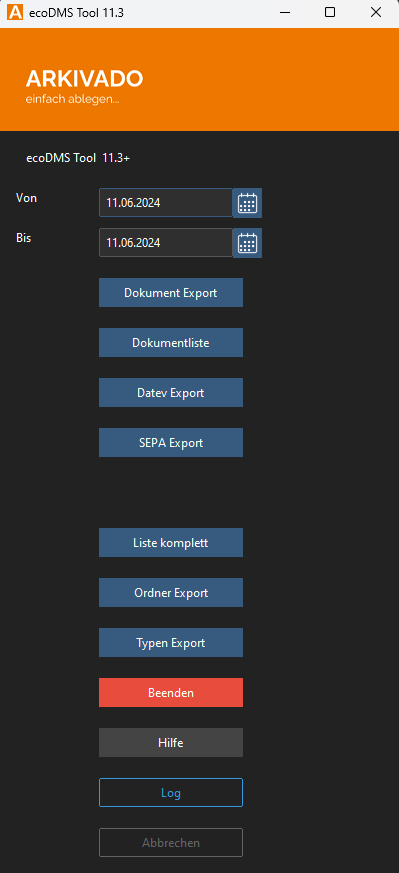 ecoDMS Tool 11.3
ARKIVADO
einfach ablegen...
ecoDMS Tool 11.3+
Von
11.06.2024
Bis
11.06.2024
Dokument Export
Dokumentliste
Datev Export
SEPA Export
Liste komplett
Ordner Export
Typen Export
Beenden
Hilfe
Log
Abbrechen